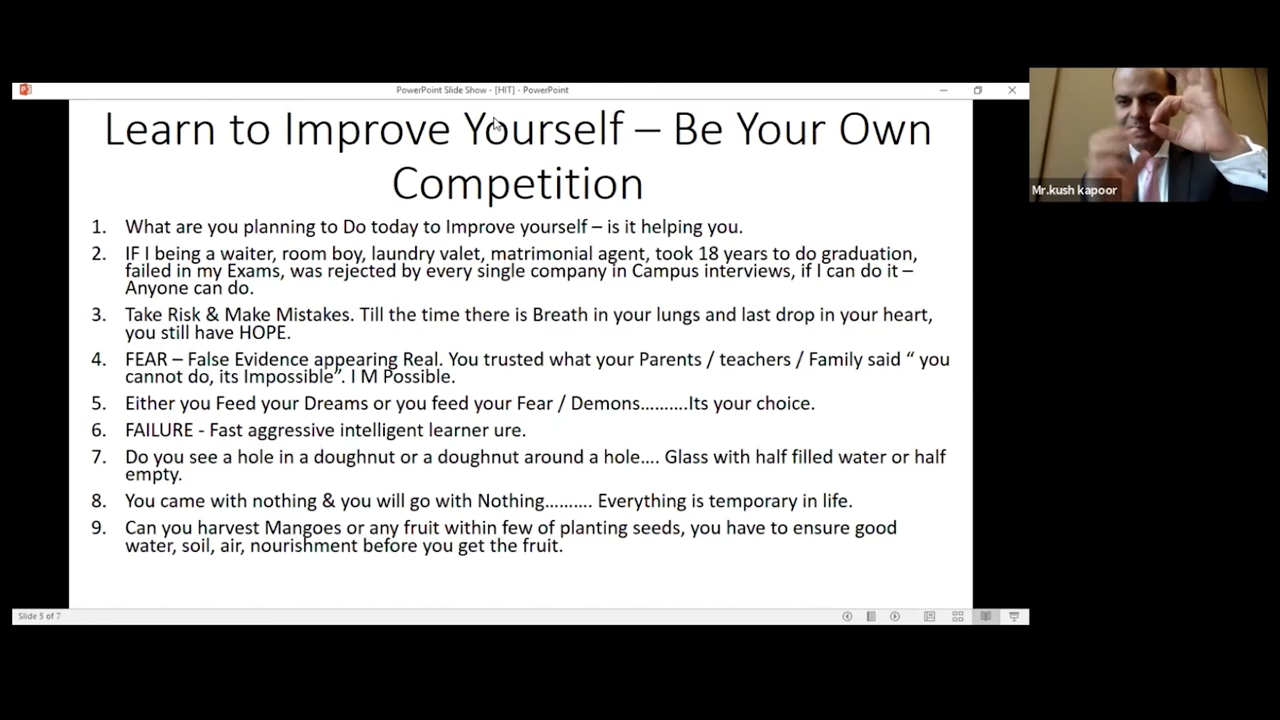 PowerPoint Slide Show - [HIT] - PowerPoint
Learn to Improve Yourself – Be Your Own
Competition
1. What are you planning to Do today to Improve yourself – is it helping you.
2. IF I being a waiter, room boy, laundry valet, matrimonial agent, took 18 years to do graduation,
failed in my Exams, was rejected by every single company in Campus interviews, if I can do it –
Anyone can do.
3. Take Risk & Make Mistakes. Till the time there is Breath in your lungs and last drop in your heart,
you still have HOPE.
4. FEAR – False Evidence appearing Real. You trusted what your Parents / teachers / Family said “ you
cannot do, its Impossible”. I M Possible.
5. Either you Feed your Dreams or you feed your Fear / Demons……….Its your choice.
6. FAILURE - Fast aggressive intelligent learner ure.
7. Do you see a hole in a doughnut or a doughnut around a hole…. Glass with half filled water or half
empty.
8. You came with nothing & you will go with Nothing………. Everything is temporary in life.
9. Can you harvest Mangoes or any fruit within few of planting seeds, you have to ensure good
water, soil, air, nourishment before you get the fruit.
Slide 5 of 7
Mr.kush kapoor